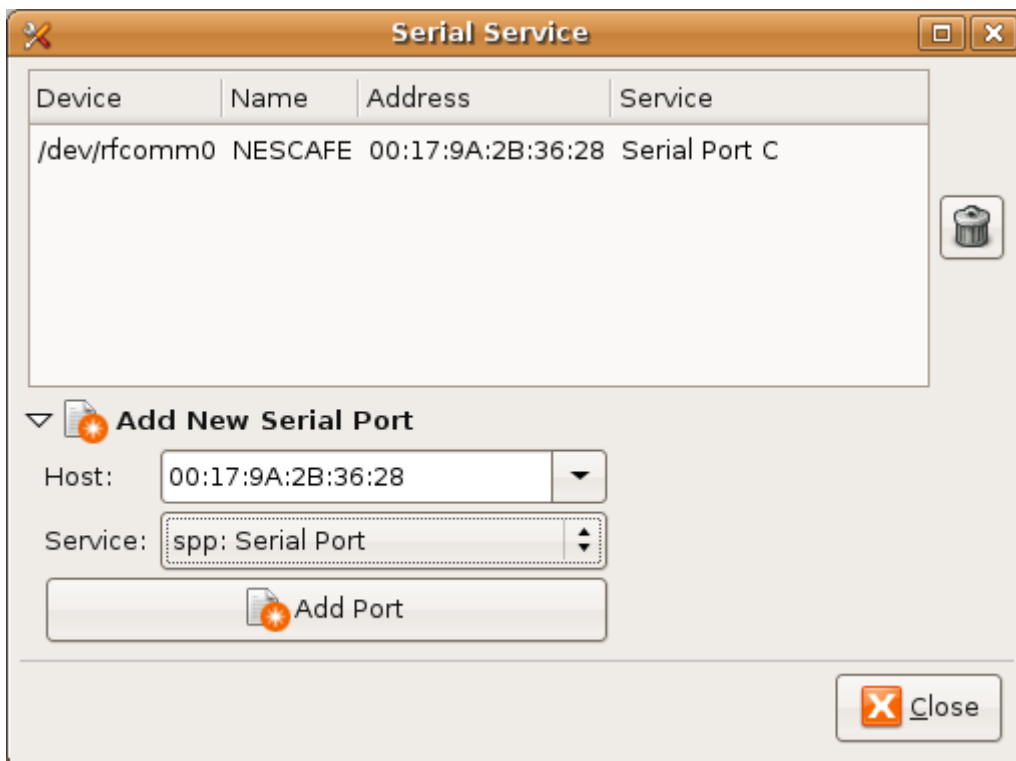 Serial Service
Device Name Address Service
/dev/rfcomm0 NESCAFE 00:17:9A:2B:36:28 Serial Port C
Add New Serial Port
Host: 00:17:9A:2B:36:28
Service: spp: Serial Port
Add Port
Close